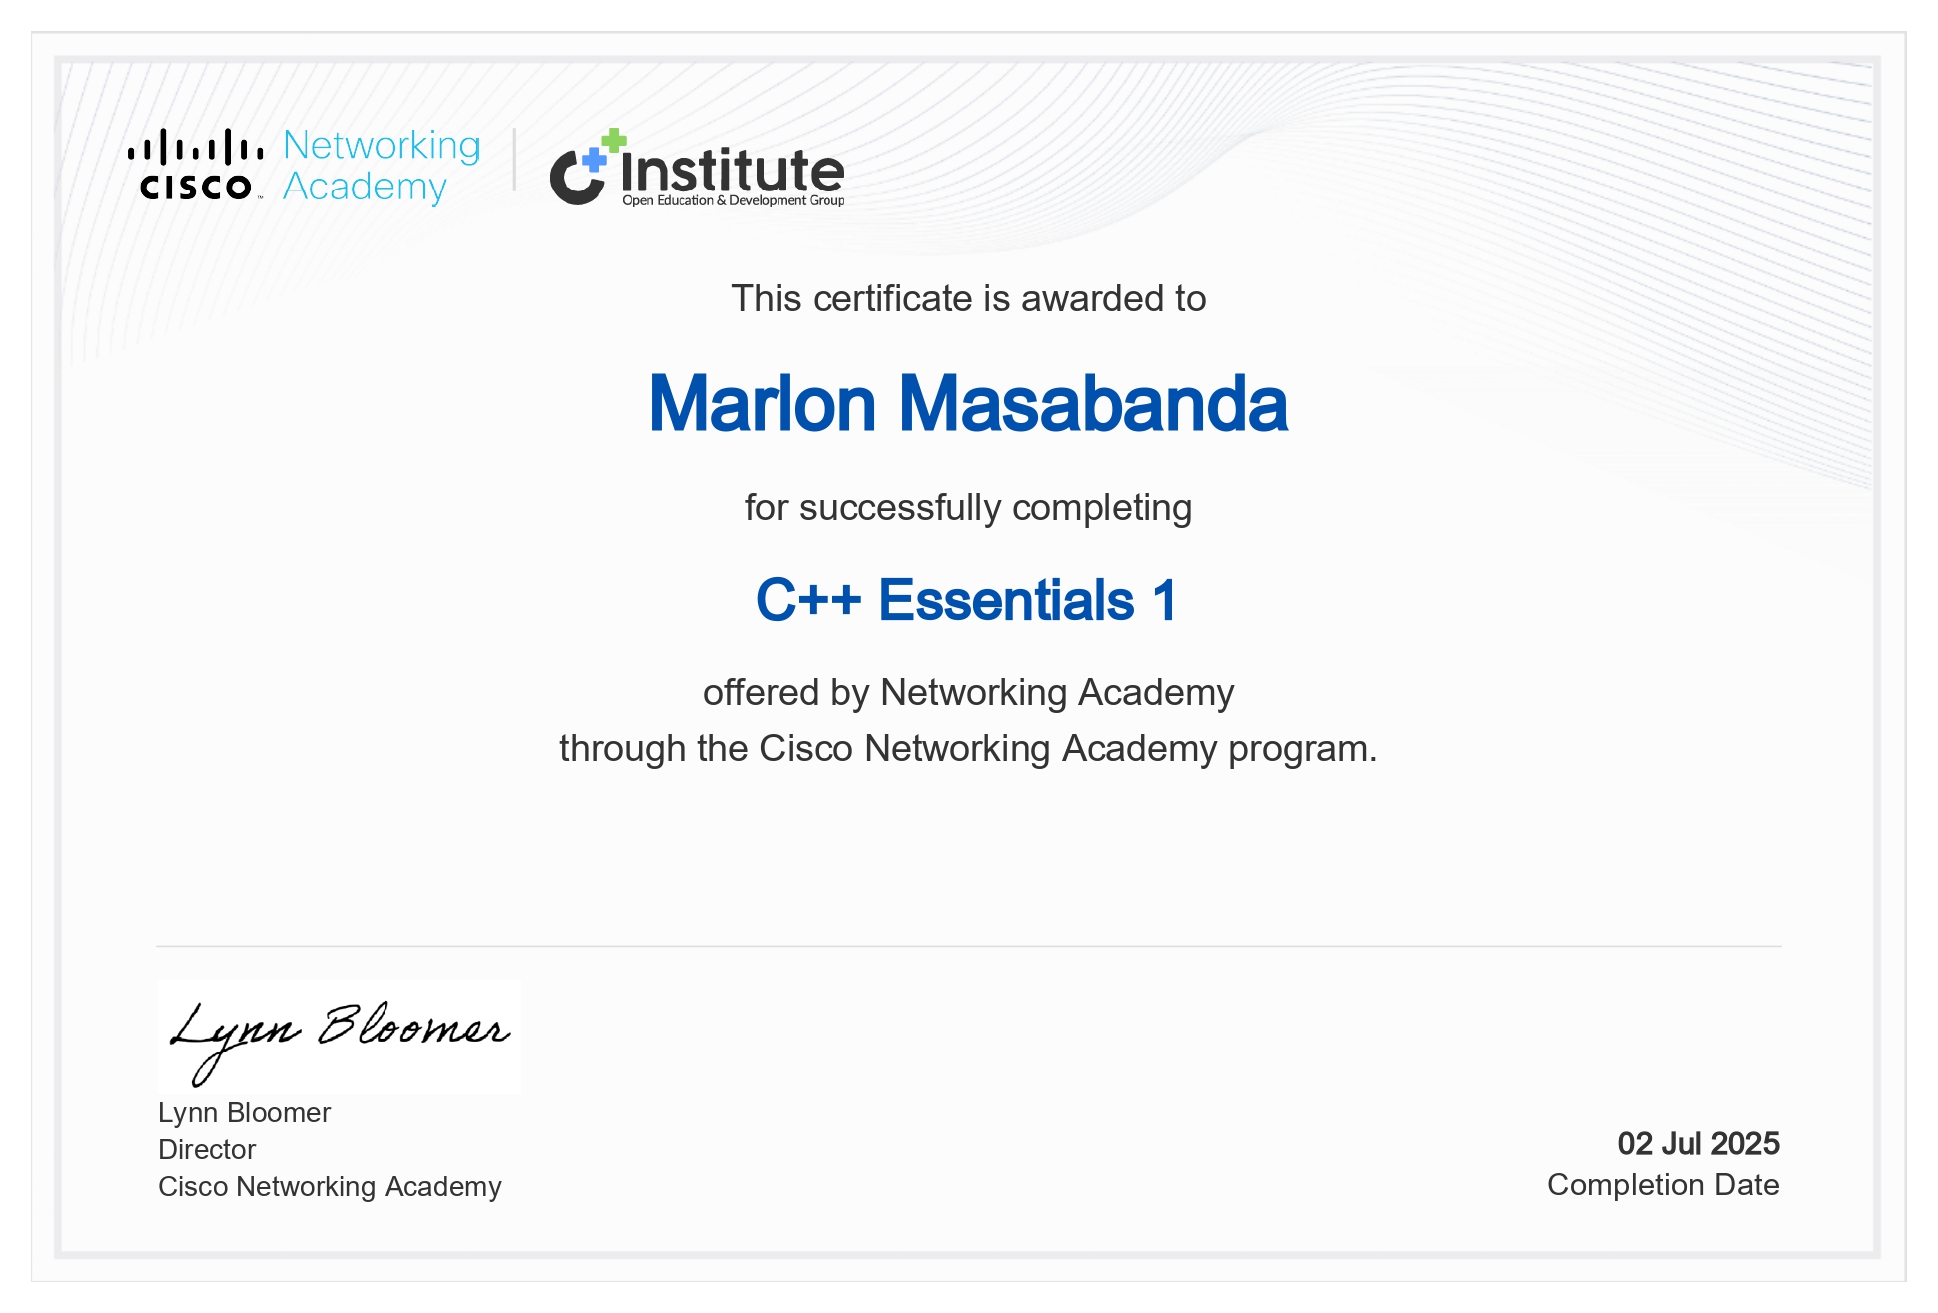 CISCO™ Networking Academy
C++ Institute
Open Education & Development Group
This certificate is awarded to
Marlon Masabanda
for successfully completing
C++ Essentials 1
offered by Networking Academy
through the Cisco Networking Academy program.
Lynn Bloomer
Lynn Bloomer
Director
Cisco Networking Academy
02 Jul 2025
Completion Date